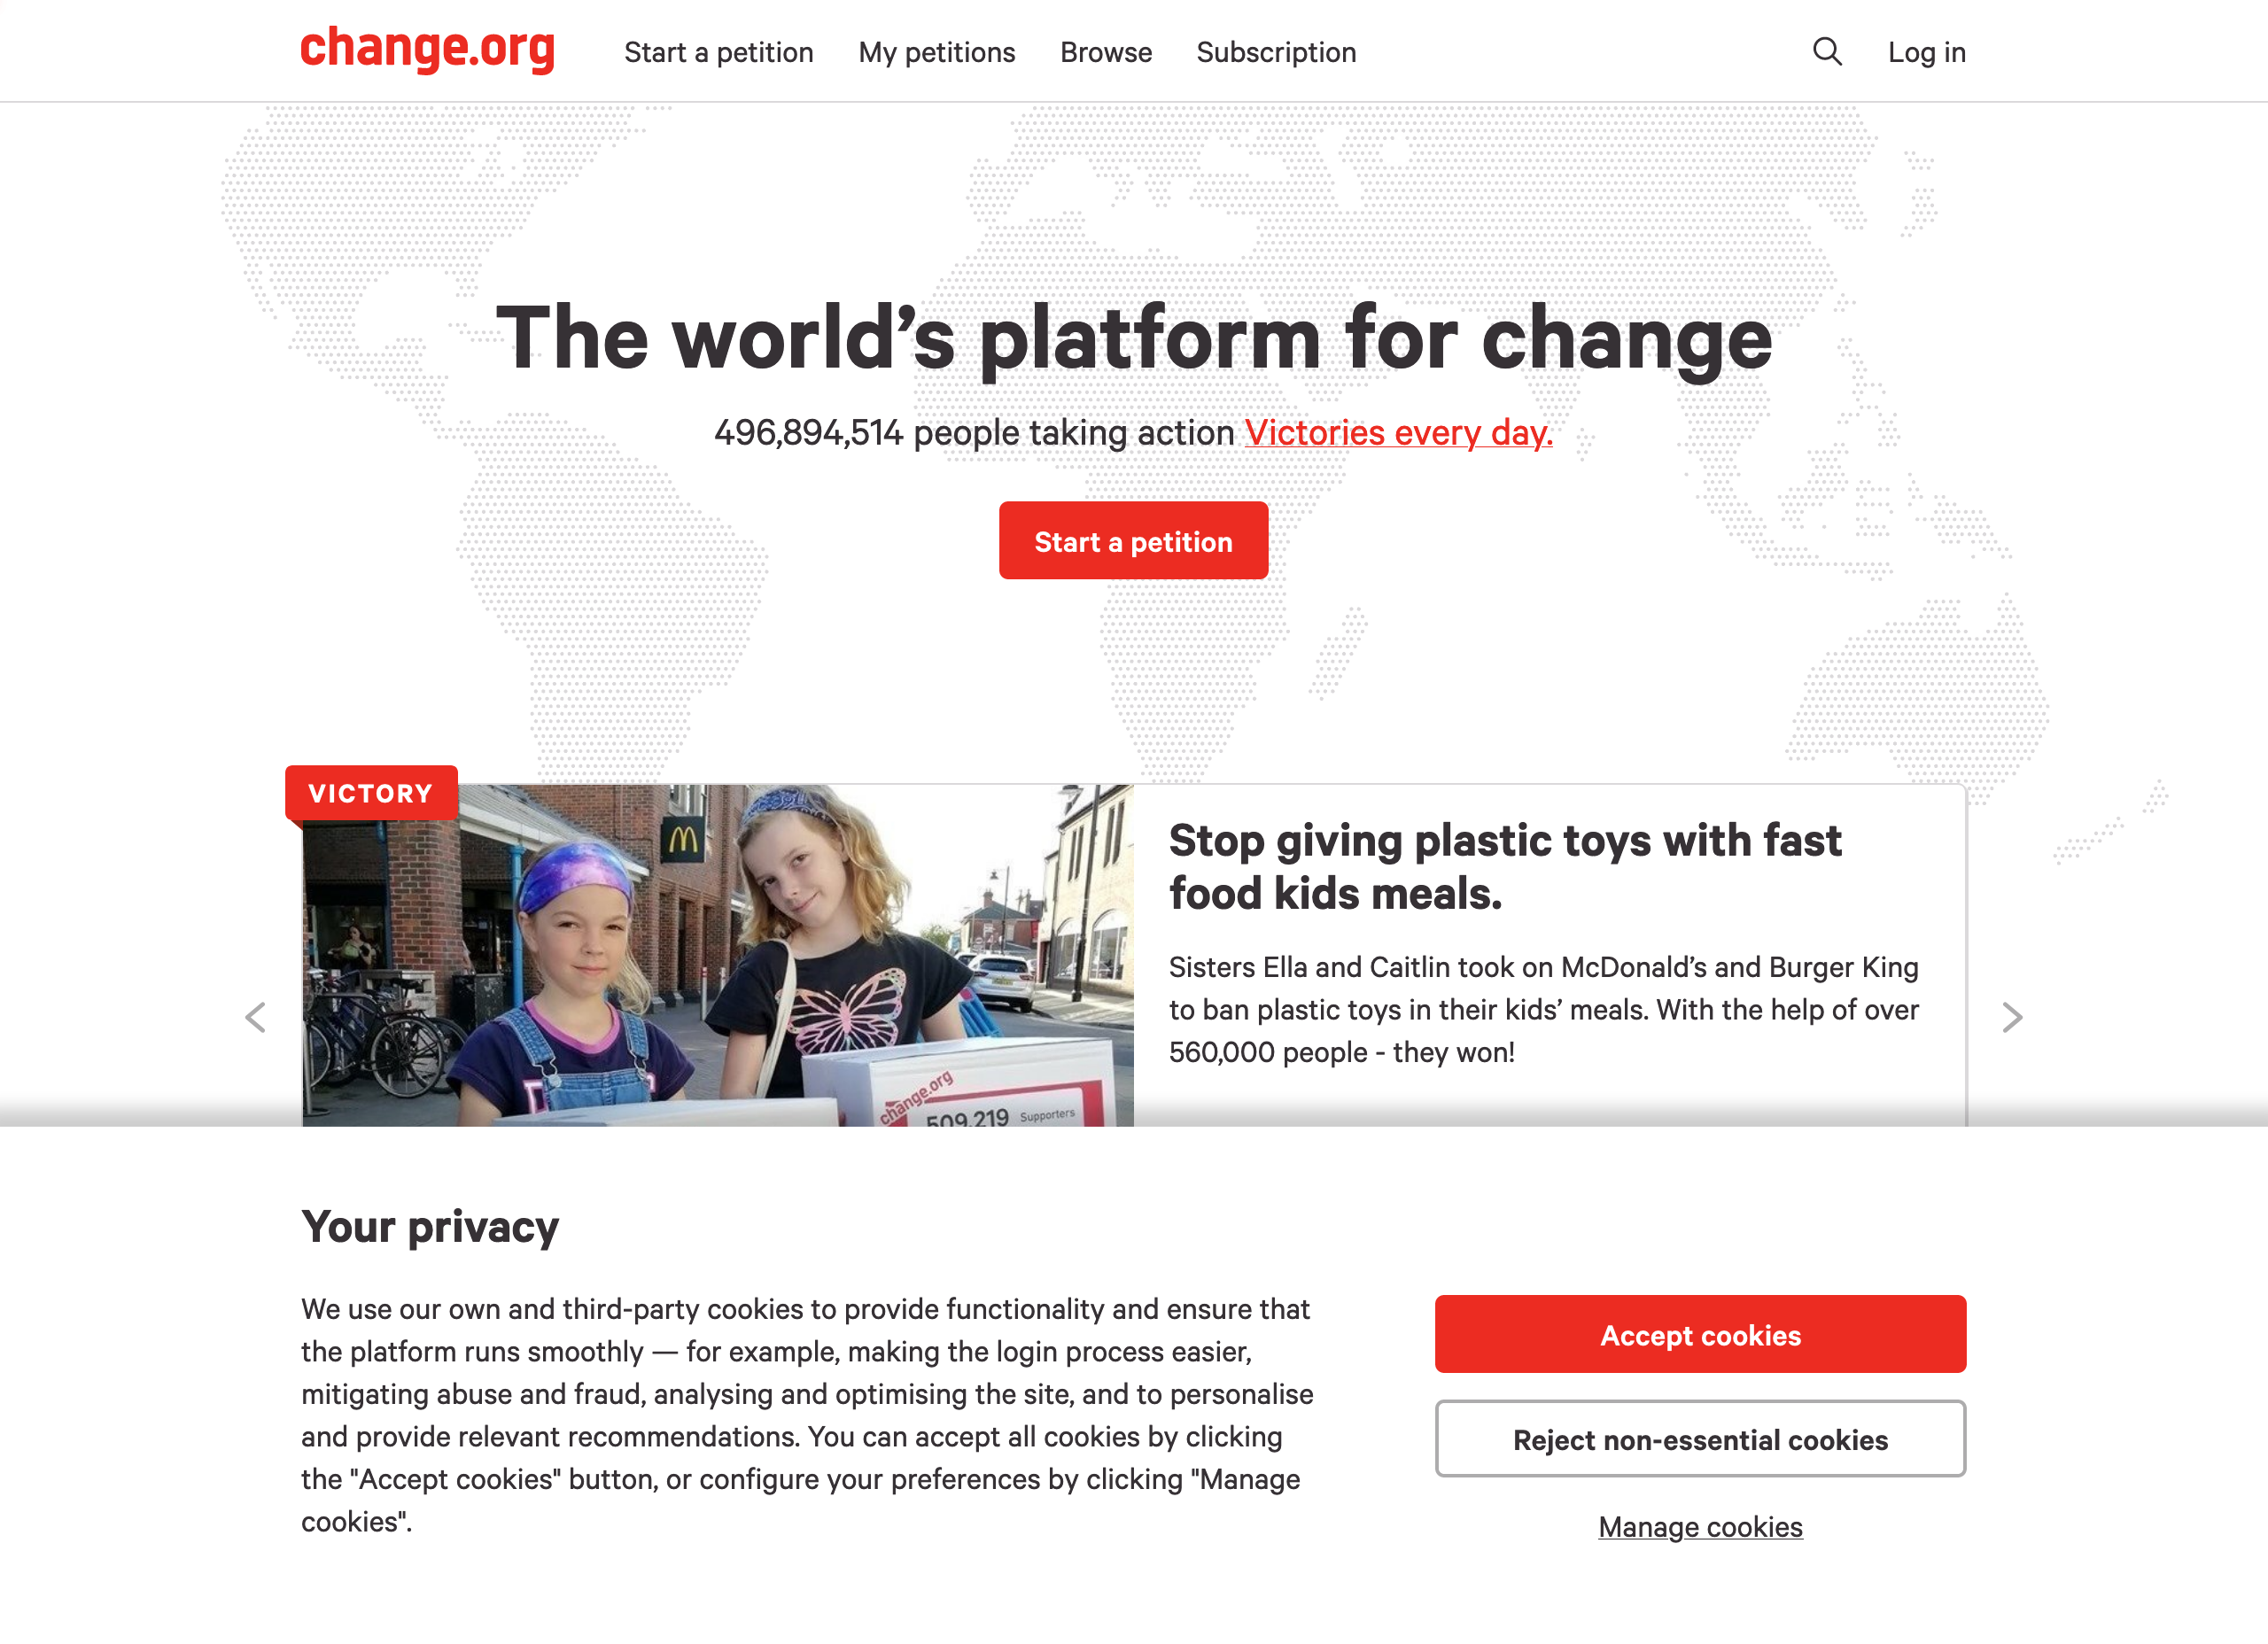 change.org
Start a petition
My petitions
Browse
Subscription
Log in
The world’s platform for change
496,894,514 people taking action Victories every day.
Start a petition
VICTORY
change.org
509,219 Supporters
Stop giving plastic toys with fast
food kids meals.
Sisters Ella and Caitlin took on McDonald’s and Burger King
to ban plastic toys in their kids’ meals. With the help of over
560,000 people - they won!
Your privacy
We use our own and third-party cookies to provide functionality and ensure that
the platform runs smoothly — for example, making the login process easier,
mitigating abuse and fraud, analysing and optimising the site, and to personalise
and provide relevant recommendations. You can accept all cookies by clicking
the "Accept cookies" button, or configure your preferences by clicking "Manage
cookies".
Accept cookies
Reject non-essential cookies
Manage cookies